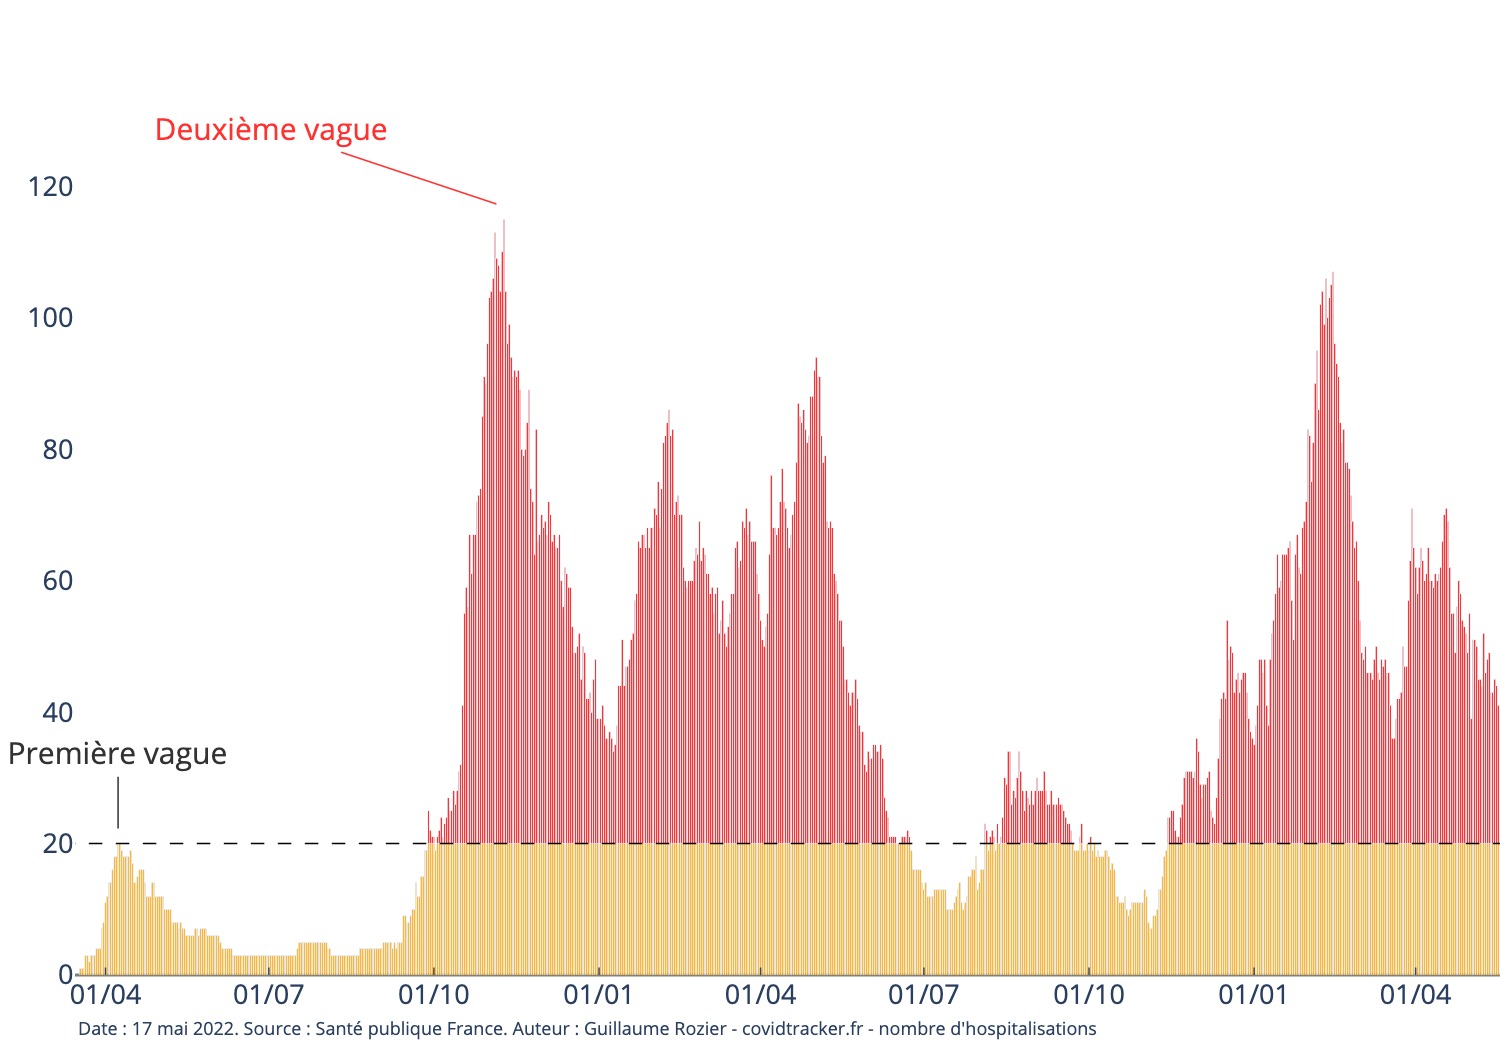 Deuxième vague
120
100
80
60
40
Première vague
20
0
01/04 01/07 01/10 01/01 01/04 01/07 01/10 01/01 01/04
Date : 17 mai 2022. Source : Santé publique France. Auteur : Guillaume Rozier - covidtracker.fr - nombre d'hospitalisations